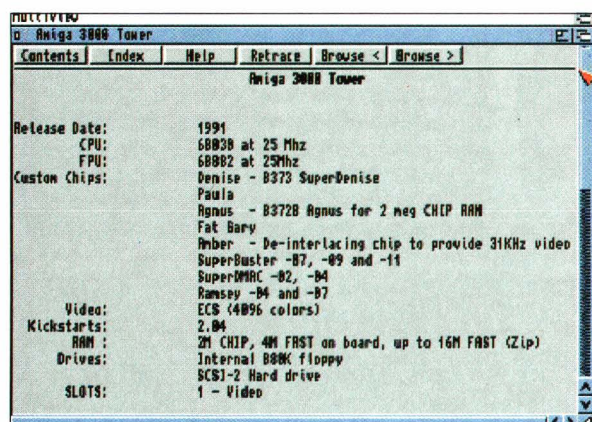 MultiView
Amiga 3000 Tower
Contents Index Help Retrace Browse < Browse >
Amiga 3000 Tower
Release Date: 1991
CPU: 68030 at 25 Mhz
FPU: 68882 at 25Mhz
Custom Chips: Denise - 8373 SuperDenise
Paula
Agnus - 8372B Agnus for 2 meg CHIP RAM
Fat Gary
Amber - De-interlacing chip to provide 31KHz video
SuperBuster -07, -09 and -11
SuperDMAC -02, -04
Ramsey -04 and -07
Video: ECS (4096 colors)
Kickstarts: 2.04
RAM : 2M CHIP, 4M FAST on board, up to 16M FAST (Zip)
Drives: Internal 880K floppy
SCSI-2 Hard drive
SLOTS: 1 - Video